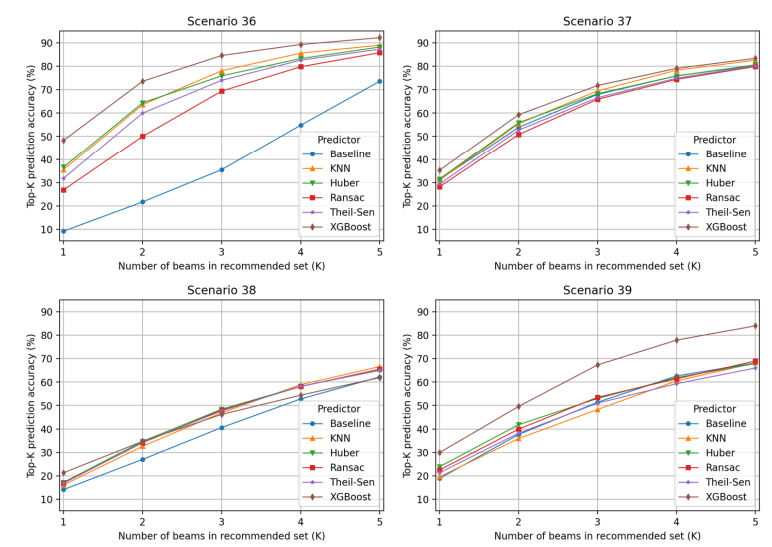 Scenario 36
Top-K prediction accuracy (%)
90
80
70
60
50
40
30
20
10
Predictor
Baseline
KNN
Huber
Ransac
Theil-Sen
XGBoost
1 2 3 4 5
Number of beams in recommended set (K)
Scenario 37
Top-K prediction accuracy (%)
90
80
70
60
50
40
30
20
10
Predictor
Baseline
KNN
Huber
Ransac
Theil-Sen
XGBoost
1 2 3 4 5
Number of beams in recommended set (K)
Scenario 38
Top-K prediction accuracy (%)
90
80
70
60
50
40
30
20
10
Predictor
Baseline
KNN
Huber
Ransac
Theil-Sen
XGBoost
1 2 3 4 5
Number of beams in recommended set (K)
Scenario 39
Top-K prediction accuracy (%)
90
80
70
60
50
40
30
20
10
Predictor
Baseline
KNN
Huber
Ransac
Theil-Sen
XGBoost
1 2 3 4 5
Number of beams in recommended set (K)